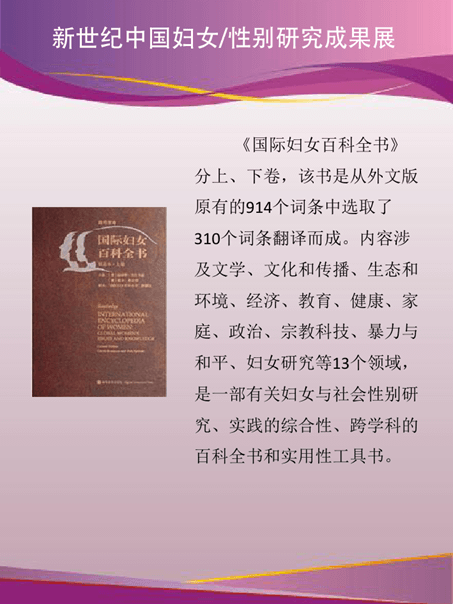 新世纪中国妇女/性别研究成果展
《国际妇女百科全书》
分上、下卷，该书是从外文版
原有的914个词条中选取了
310个词条翻译而成。内容涉
及文学、文化和传播、生态和
环境、经济、教育、健康、家
庭、政治、宗教科技、暴力与
和平、妇女研究等13个领域，
是一部有关妇女与社会性别研
究、实践的综合性、跨学科的
百科全书和实用性工具书。
国际妇女
百科全书
Routledge
INTERNATIONAL
ENCYCLOPEDIA
OF WOMEN
GLOBAL WOMEN'S
ISSUES AND KNOWLEDGE